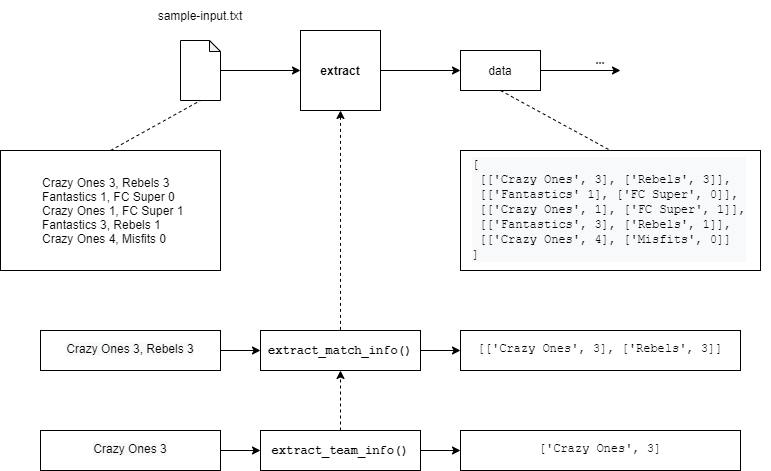 sample-input.txt
extract
data
...
Crazy Ones 3, Rebels 3
Fantastics 1, FC Super 0
Crazy Ones 1, FC Super 1
Fantastics 3, Rebels 1
Crazy Ones 4, Misfits 0
[
[['Crazy Ones', 3], ['Rebels', 3]],
[['Fantastics' 1], ['FC Super', 0]],
[['Crazy Ones', 1], ['FC Super', 1]],
[['Fantastics', 3], ['Rebels', 1]],
[['Crazy Ones', 4], ['Misfits', 0]]
]
Crazy Ones 3, Rebels 3
extract_match_info()
[['Crazy Ones', 3], ['Rebels', 3]]
Crazy Ones 3
extract_team_info()
['Crazy Ones', 3]